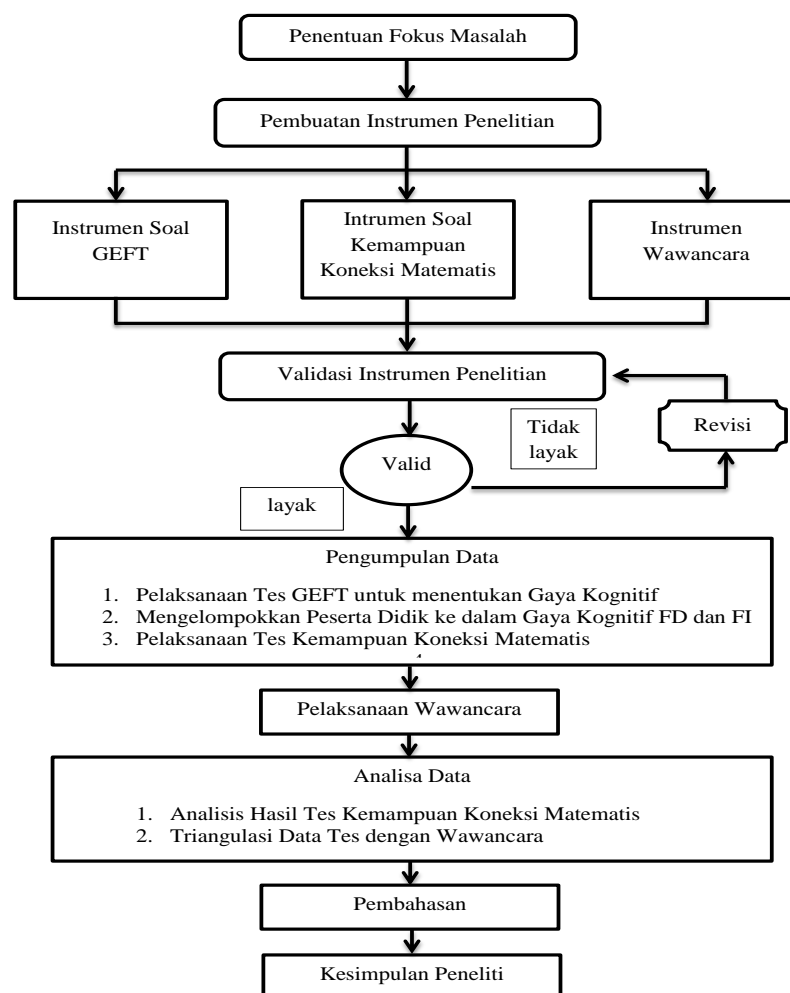 Penentuan Fokus Masalah
Pembuatan Instrumen Penelitian
Instrumen Soal
GEFT
Intrumen Soal
Kemampuan
Koneksi Matematis
Instrumen
Wawancara
Validasi Instrumen Penelitian
Revisi
Tidak
layak
Valid
layak
Pengumpulan Data
1. Pelaksanaan Tes GEFT untuk menentukan Gaya Kognitif
2. Mengelompokkan Peserta Didik ke dalam Gaya Kognitif FD dan FI
3. Pelaksanaan Tes Kemampuan Koneksi Matematis
Pelaksanaan Wawancara
Analisa Data
1. Analisis Hasil Tes Kemampuan Koneksi Matematis
2. Triangulasi Data Tes dengan Wawancara
Pembahasan
Kesimpulan Peneliti